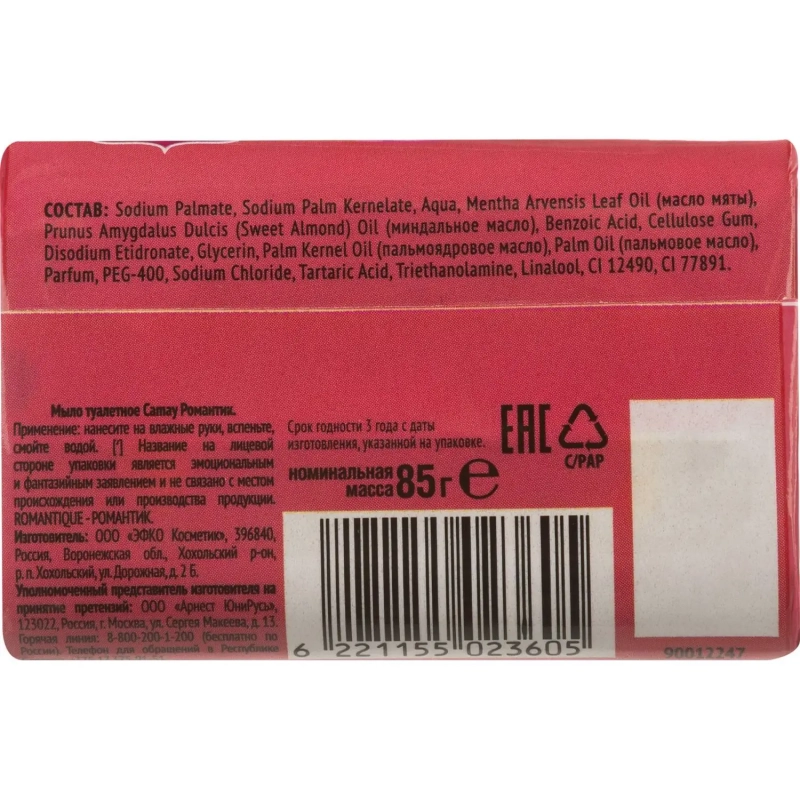 СОСТАВ: Sodium Palmate, Sodium Palm Kernelate, Aqua, Mentha Arvensis Leaf Oil (масло мяты),
Prunus Amygdalus Dulcis (Sweet Almond) Oil (миндальное масло), Benzoic Acid, Cellulose Gum,
Disodium Etidronate, Glycerin, Palm Kernel Oil (пальмоядровое масло), Palm Oil (пальмовое масло),
Parfum, PEG-400, Sodium Chloride, Tartaric Acid, Triethanolamine, Linalool, CI 12490, CI 77891.
Мыло туалетное Camay Романтик.
Применение: нанесите на влажные руки, вспеньте,
смойте водой. [*] Название на лицевой
стороне упаковки является эмоциональным
и фантазийным заявлением и не связано с местом
происхождения или производства продукции.
ROMANTIQUE - РОМАНТИК.
Изготовитель: ООО «ЭФКО Косметик», 396840,
Россия, Воронежская обл., Хохольский р-он,
р. п. Хохольский, ул. Дорожная, д. 2 Б.
Уполномоченный представитель изготовителя на
принятие претензий: ООО «Арнест ЮниРусь»,
123022, Россия, г. Москва, ул. Сергея Макеева, д. 13.
Горячая линия: 8-800-200-1-200 (бесплатно по
России). Телефон для обращений в Республике
Срок годности 3 года с даты
изготовления, указанной на упаковке.
номинальная
масса 85 г e
EAC
C/PAP
6 221155 023605
90012247